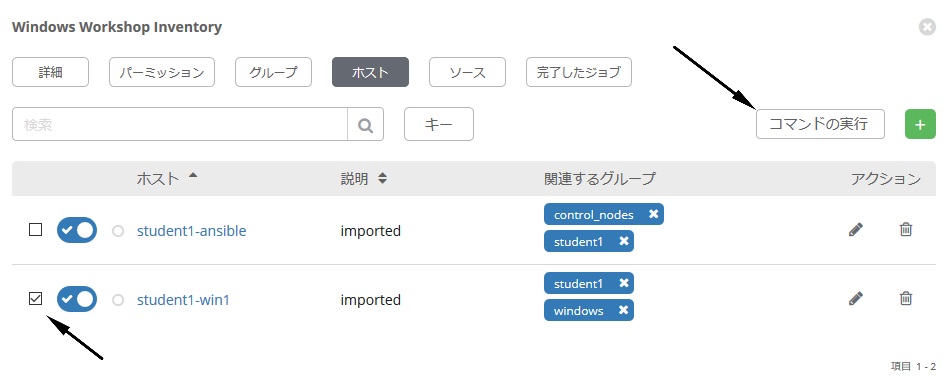 Windows Workshop Inventory
詳細 パーミッション グループ ホスト ソース 完了したジョブ
検索 キー コマンドの実行 +
ホスト 説明 関連するグループ アクション
control_nodes
student1-ansible imported
student1
student1
student1-win1 imported
windows
項目 1 - 2